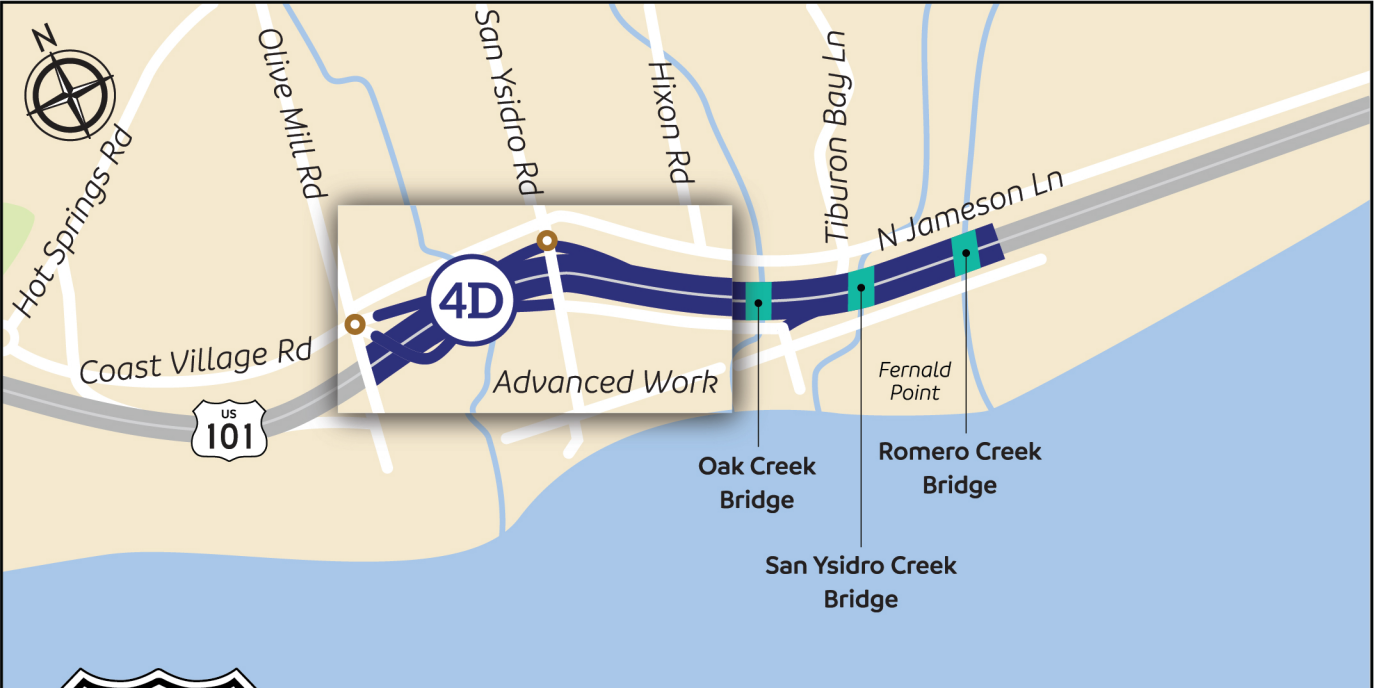 N
Hot Springs Rd
Olive Mill Rd
San Ysidro Rd
Hixon Rd
Tiburon Bay Ln
N Jameson Ln
4D
Coast Village Rd
US
101
Advanced Work
Fernald
Point
Oak Creek
Bridge
Romero Creek
Bridge
San Ysidro Creek
Bridge